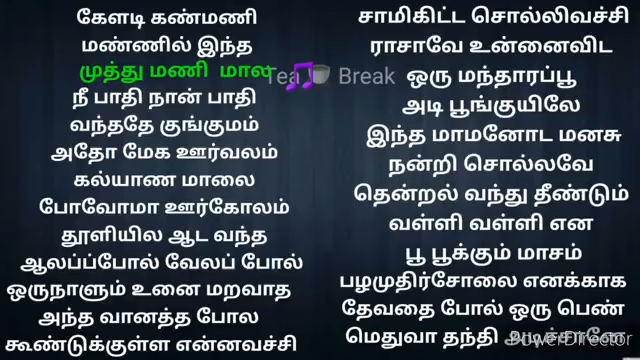 கேளடி கண்மணி
மண்ணில் இந்த
முத்து மணி மால
நீ பாதி நான் பாதி
வந்ததே குங்குமம்
அதோ மேக ஊர்வலம்
கல்யாண மாலை
போவோமா ஊர்கோலம்
தூளியில ஆட வந்த
ஆலப்போல் வேலப் போல்
ஒருநாளும் உனை மறவாத
அந்த வானத்த போல
கூண்டுக்குள்ள என்னவச்சி
Tea Break
சாமிகிட்ட சொல்லிவச்சி
ராசாவே உன்னைவிட
ஒரு மந்தாரப்பூ
அடி பூங்குயிலே
இந்த மாமனோட மனசு
நன்றி சொல்லவே
தென்றல் வந்து தீண்டும்
வள்ளி வள்ளி என
பூ பூக்கும் மாசம்
பழமுதிர்சோலை எனக்காக
தேவதை போல் ஒரு பெண்
மெதுவா தந்தி
PowerDirector